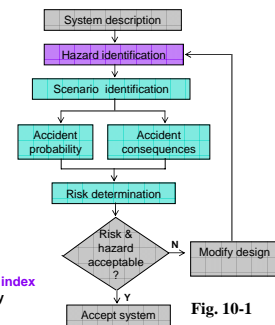 System description
Hazard identification
Scenario identification
Accident
probability
Accident
consequences
Risk determination
Risk &
hazard
acceptable
?
N
Modify design
Y
Accept system
index
y
Fig. 10-1